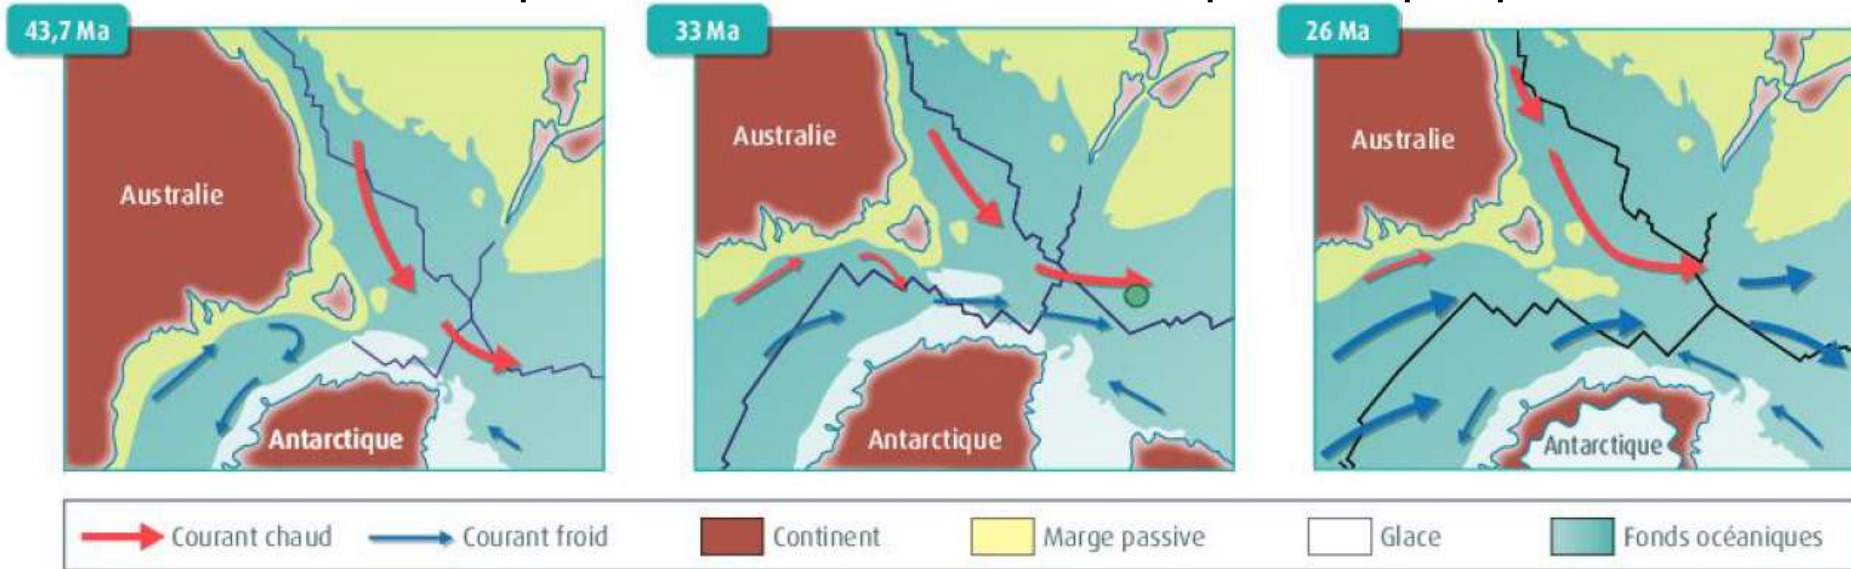 43,7 Ma
33 Ma
26 Ma
Australie
Antarctique
Australie
Antarctique
Australie
Antarctique
Courant chaud
Courant froid
Continent
Marge passive
Glace
Fonds océaniques